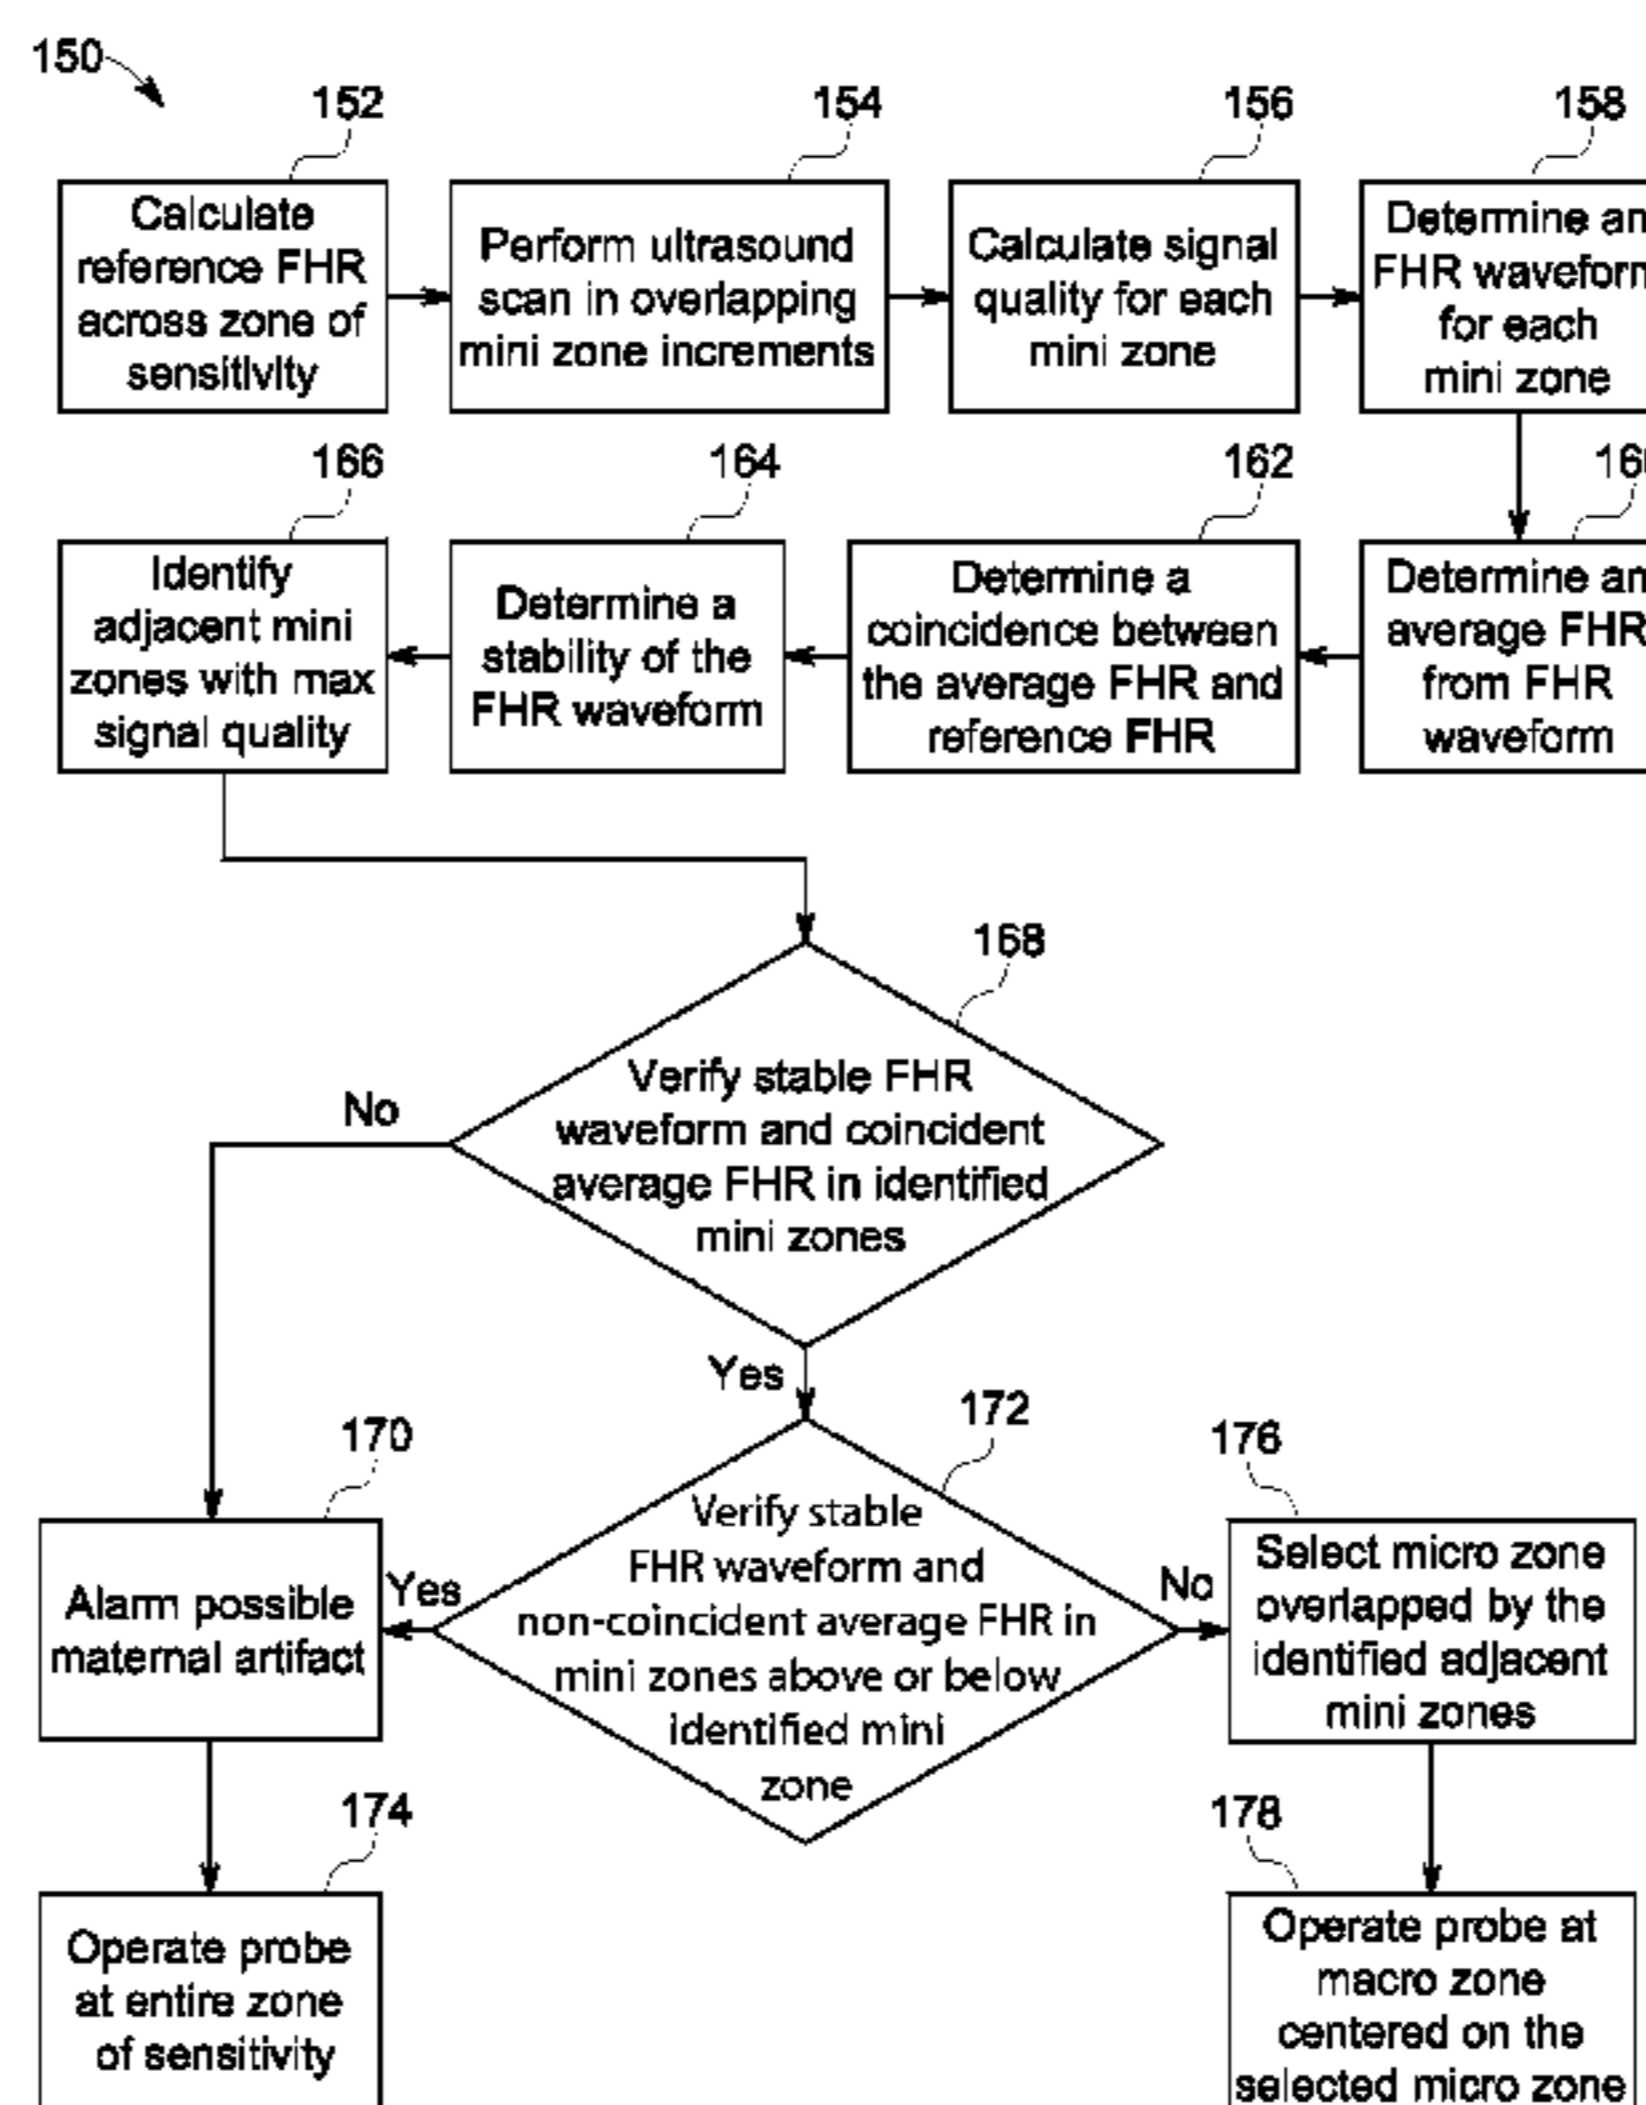 150
152
154
156
158
Calculate
reference FHR
across zone of
sensitivity
Perform ultrasound
scan in overlapping
mini zone increments
Calculate signal
quality for each
mini zone
Determine an
FHR waveform
for each
mini zone
166
164
162
Identify
adjacent mini
zones with max
signal quality
Determine a
stability of the
FHR waveform
Determine a
coincidence between
the average FHR and
reference FHR
Determine an
average FHR
from FHR
waveform
168
Verify stable FHR
waveform and coincident
average FHR in identified
mini zones
No
Yes
170
172
176
Alarm possible
maternal artifact
Yes
Verify stable
FHR waveform and
non-coincident average FHR in
mini zones above or below
identified mini
zone
No
Select micro zone
overlapped by the
identified adjacent
mini zones
174
178
Operate probe
at entire zone
of sensitivity
Operate probe at
macro zone
centered on the
selected micro zone